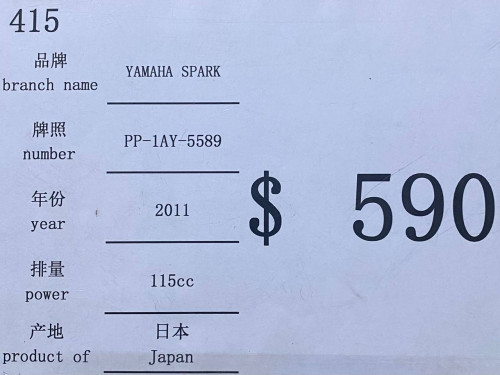 415
品牌
branch name
YAMAHA SPARK
牌照
number
PP-1AY-5589
年份
year
2011
$ 590
排量
power
115cc
产地
product of
日本
Japan